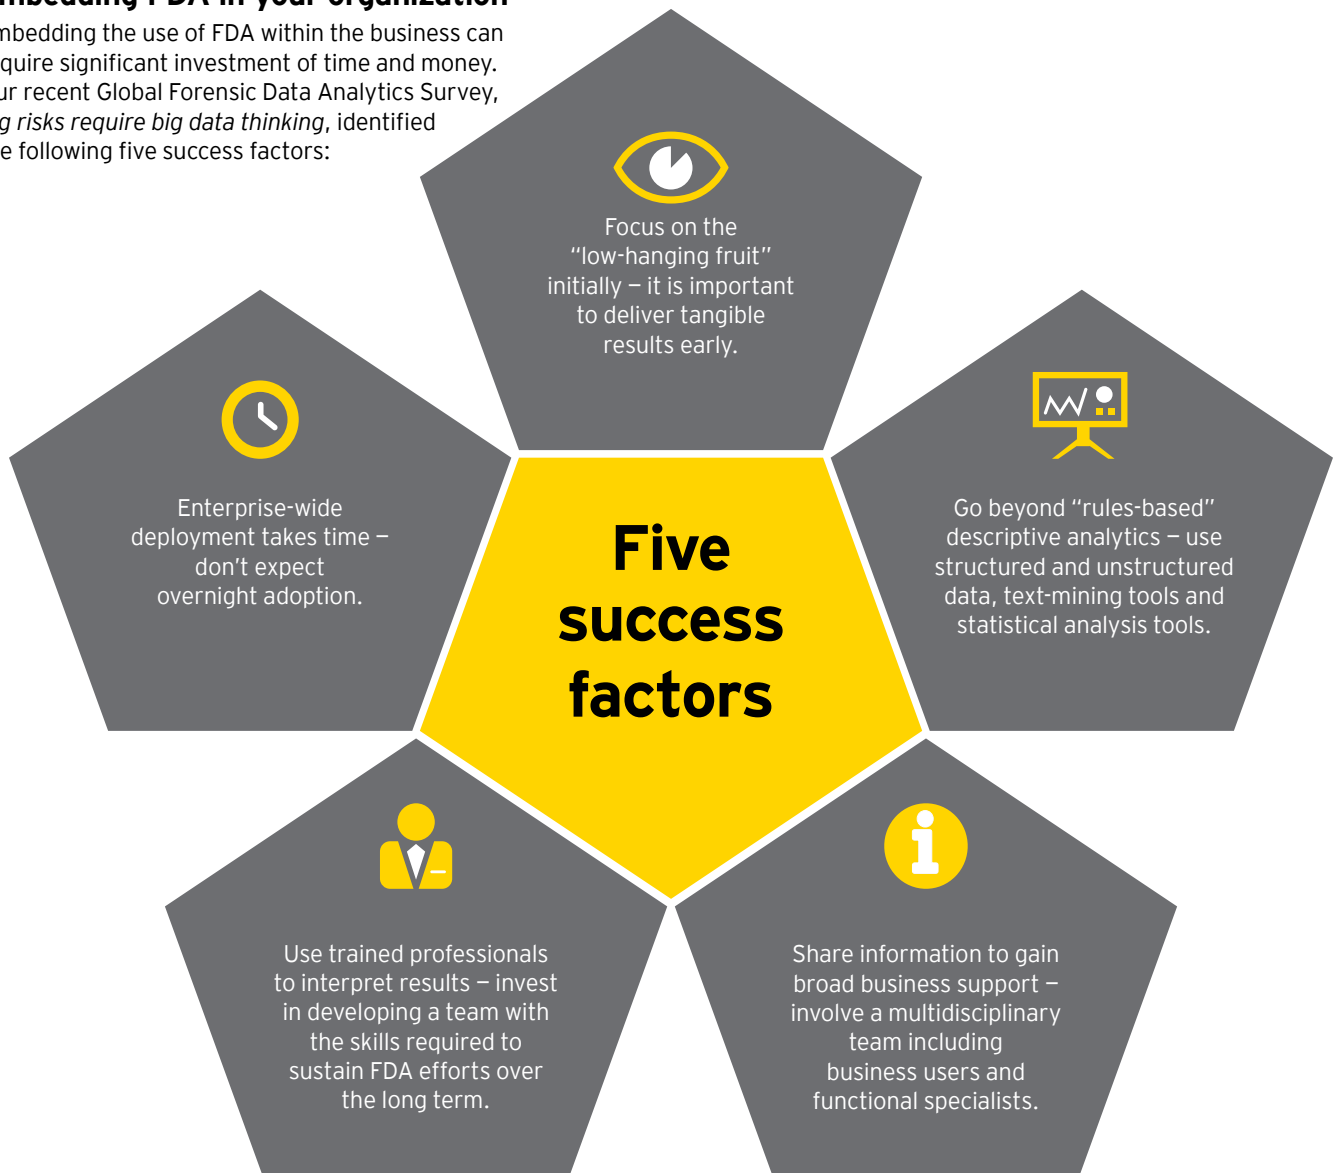 mbedding FDA in your organization
mbedding the use of FDA within the business can
quire significant investment of time and money.
ur recent Global Forensic Data Analytics Survey,
g risks require big data thinking, identified
e following five success factors:
Focus on the
“low-hanging fruit”
initially – it is important
to deliver tangible
results early.
Go beyond “rules-based”
descriptive analytics – use
structured and unstructured
data, text-mining tools and
statistical analysis tools.
Share information to gain
broad business support –
involve a multidisciplinary
team including
business users and
functional specialists.
Use trained professionals
to interpret results – invest
in developing a team with
the skills required to
sustain FDA efforts over
the long term.
Enterprise-wide
deployment takes time –
don’t expect
overnight adoption.
Five
success
factors